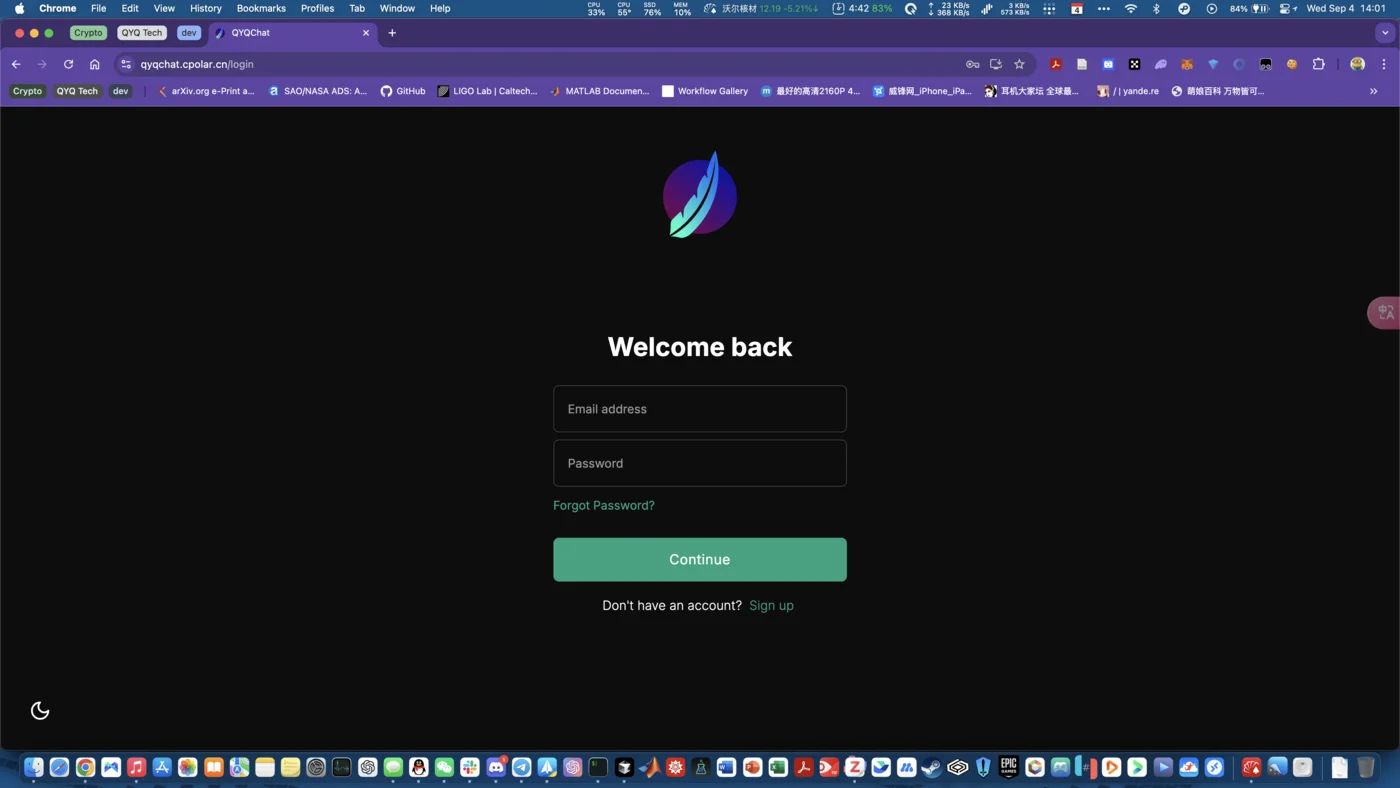 Chrome File Edit View History Bookmarks Profiles Tab Window Help CPU 33% CPU 55° SSD 76% MEM 10% 沃尔核材 12.19 -5.21%↓ 4:42 83% ↑ 23 KB/s ↓ 368 KB/s 3 KB/s 573 KB/s 4 84% Wed Sep 4 14:01
Crypto QYQ Tech dev QYQChat
qyqchat.cpolar.cn/login
Crypto QYQ Tech dev arXiv.org e-Print a... SAO/NASA ADS: A... GitHub LIGO Lab | Caltech... MATLAB Documen... Workflow Gallery 最好的高清2160P 4... 威锋网_iPhone_iPa... 耳机大家坛 全球最... / | yande.re 萌娘百科 万物皆可...
Welcome back
Email address
Password
Forgot Password?
Continue
Don't have an account? Sign up